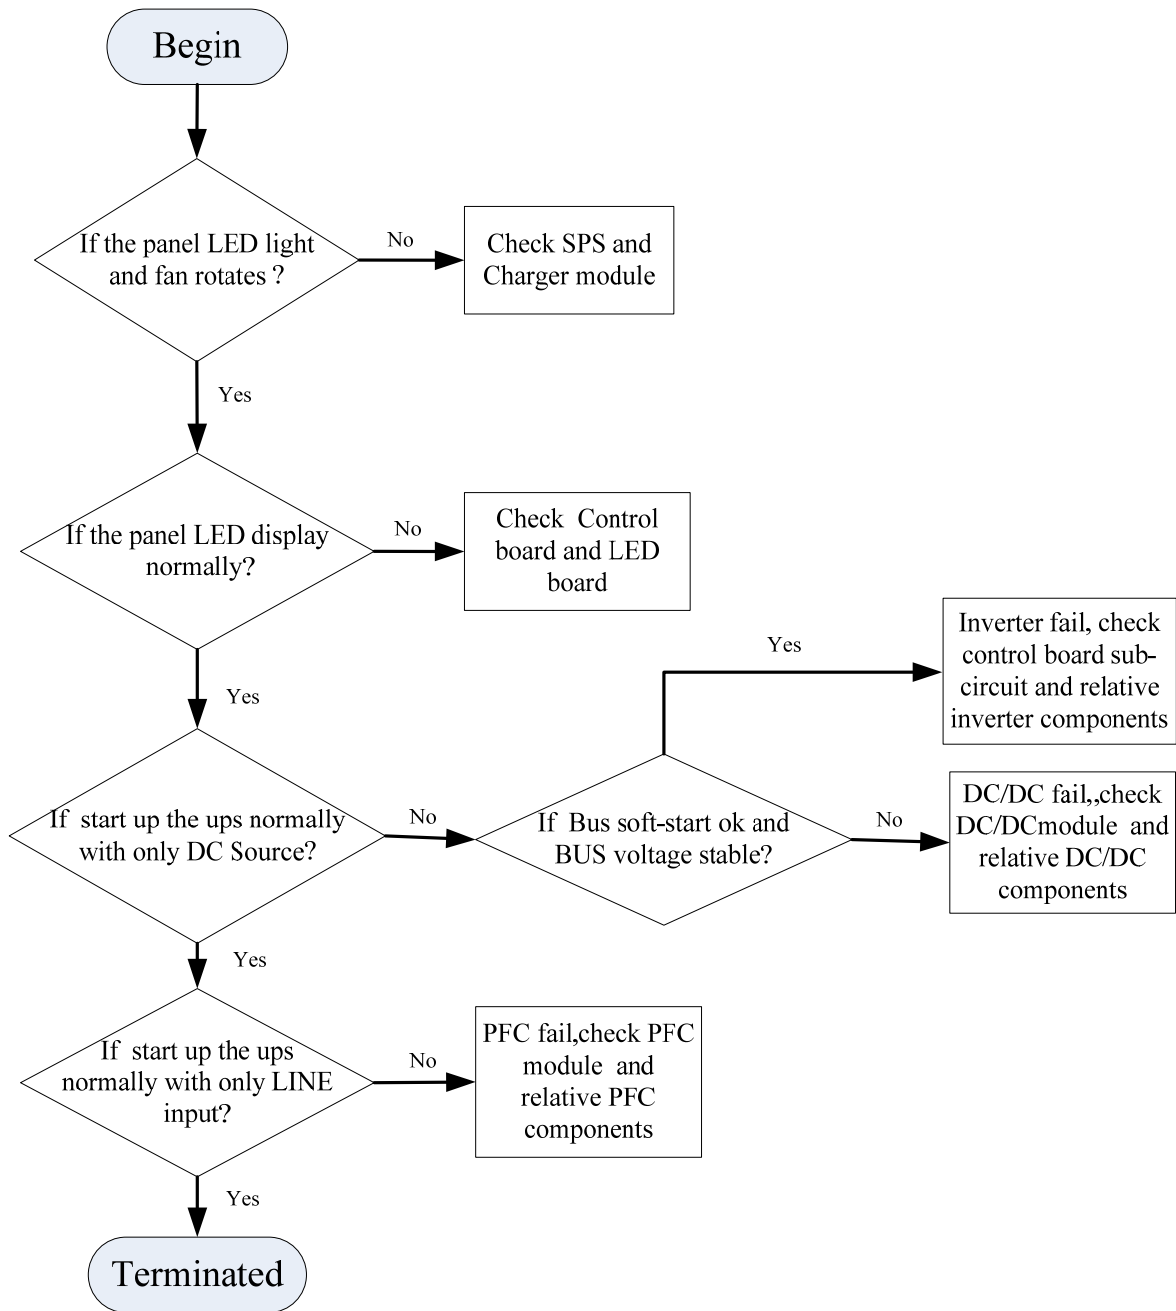 Begin
If the panel LED light
and fan rotates ?
No
Check SPS and
Charger module
Yes
If the panel LED display
normally?
No
Check Control
board and LED
board
Yes
If start up the ups normally
with only DC Source?
No
If Bus soft-start ok and
BUS voltage stable?
Yes
Inverter fail, check
control board sub-
circuit and relative
inverter components
No
DC/DC fail,,check
DC/DCmodule and
relative DC/DC
components
Yes
If start up the ups
normally with only LINE
input?
No
PFC fail,check PFC
module and
relative PFC
components
Yes
Terminated